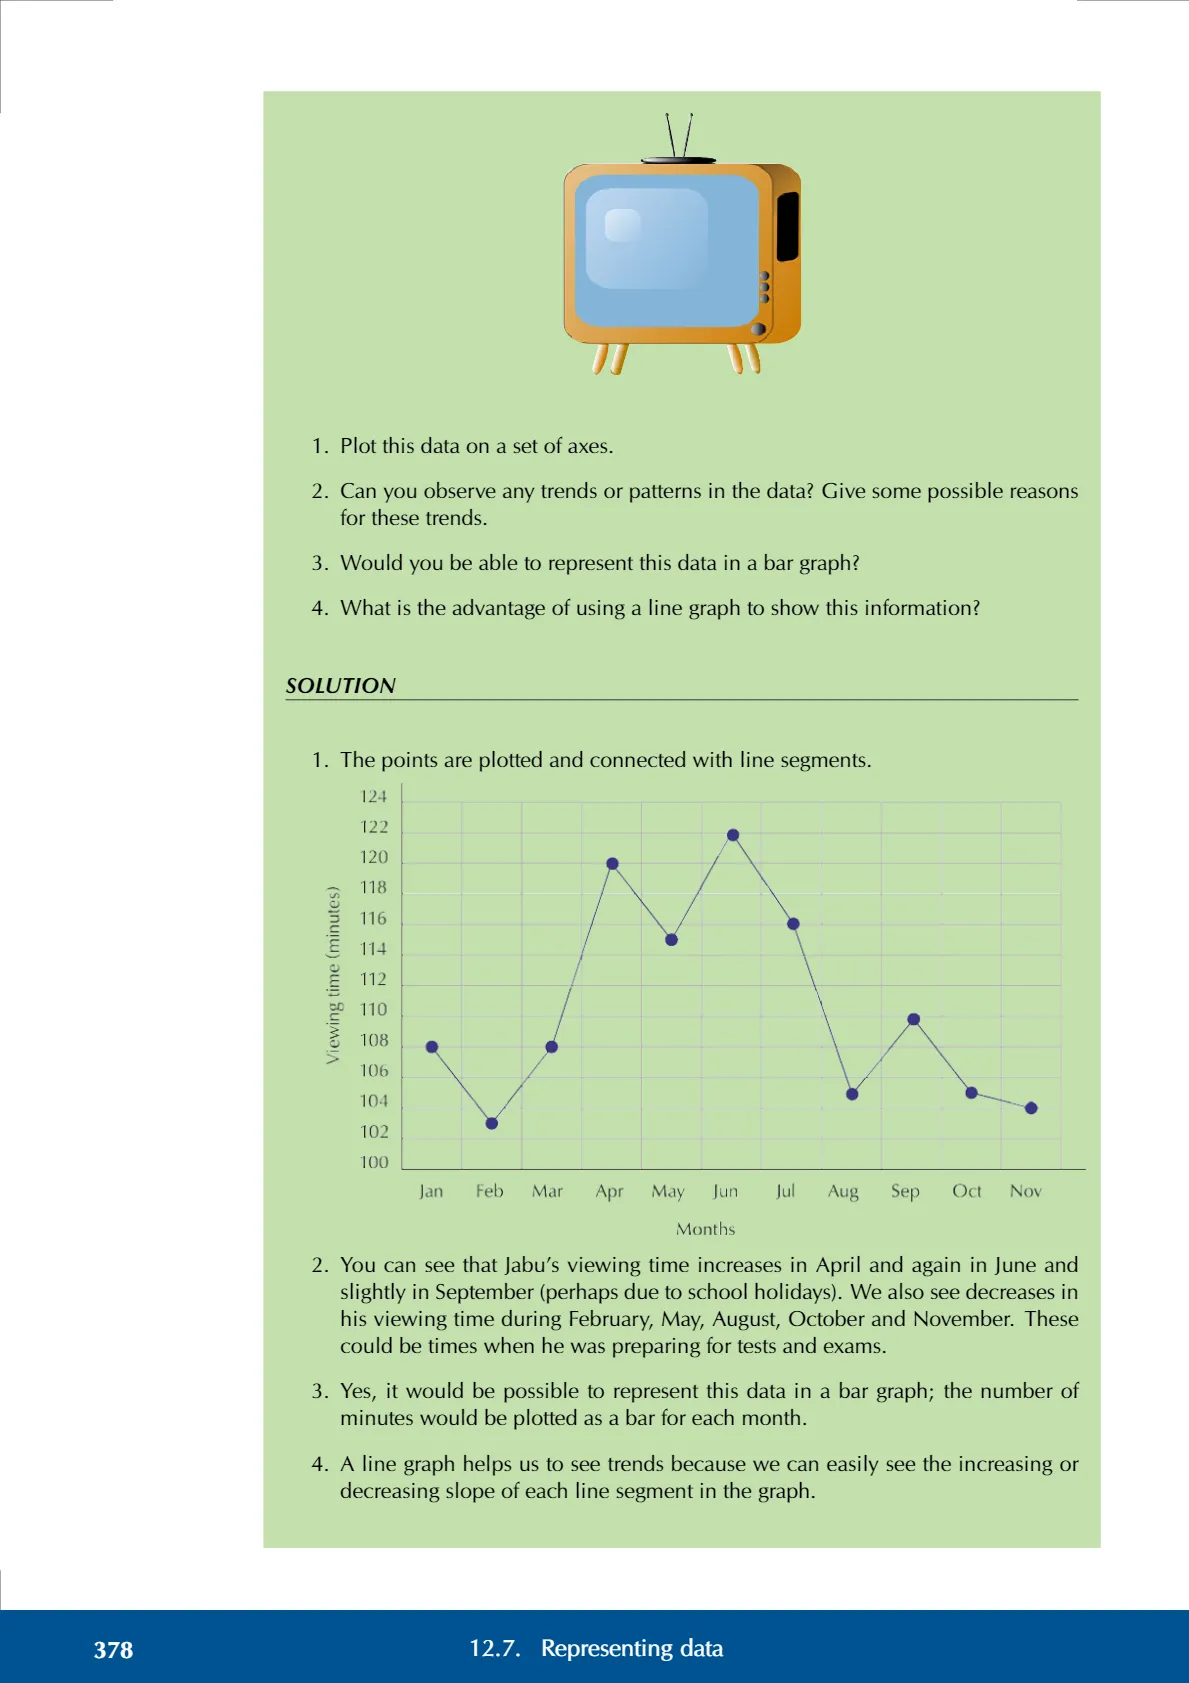 1. Plot this data on a set of axes.
2. Can you observe any trends or patterns in the data? Give some possible reasons
for these trends.
3. Would you be able to represent this data in a bar graph?
4. What is the advantage of using a line graph to show this information?
SOLUTION
1. The points are plotted and connected with line segments.
124
122
120
118
116
114
112
110
108
106
104
102
100
Viewing time (minutes)
Jan Feb Mar Apr May Jun Jul Aug Sep Oct Nov
Months
2. You can see that Jabu’s viewing time increases in April and again in June and
slightly in September (perhaps due to school holidays). We also see decreases in
his viewing time during February, May, August, October and November. These
could be times when he was preparing for tests and exams.
3. Yes, it would be possible to represent this data in a bar graph; the number of
minutes would be plotted as a bar for each month.
4. A line graph helps us to see trends because we can easily see the increasing or
decreasing slope of each line segment in the graph.
378 12.7. Representing data